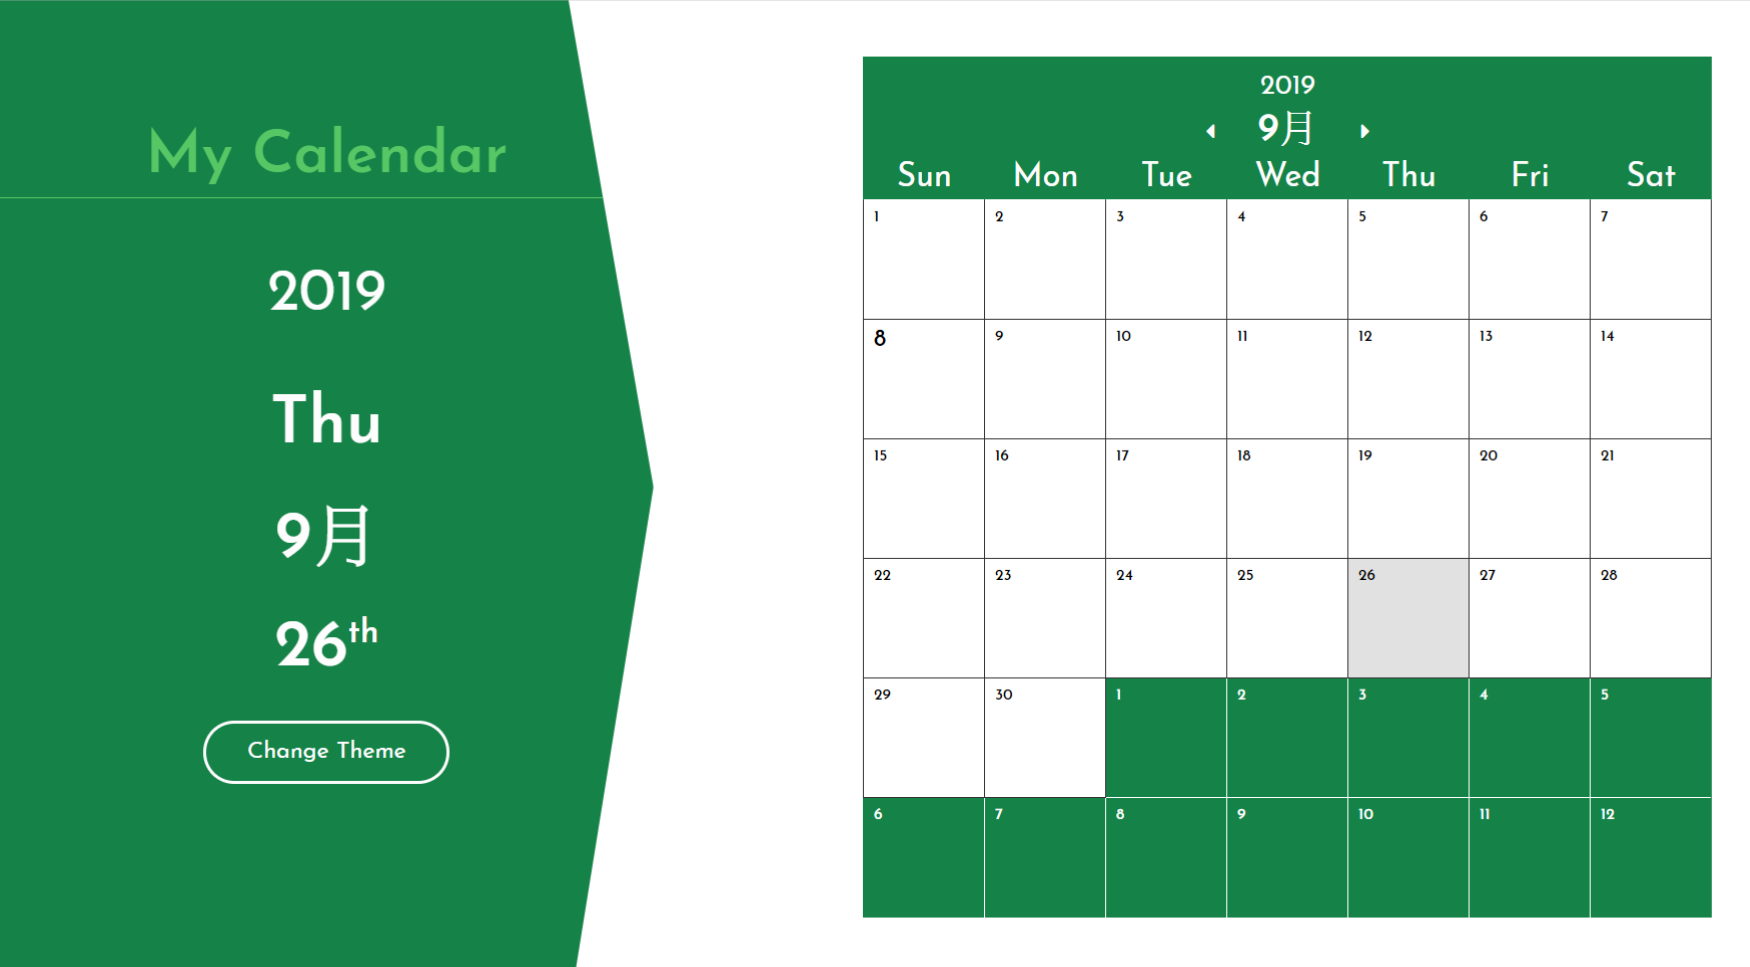 My Calendar
2019
Thu
9月
26th
Change Theme
2019
9月
Sun Mon Tue Wed Thu Fri Sat
1 2 3 4 5 6 7
8 9 10 11 12 13 14
15 16 17 18 19 20 21
22 23 24 25 26 27 28
29 30 1 2 3 4 5
6 7 8 9 10 11 12